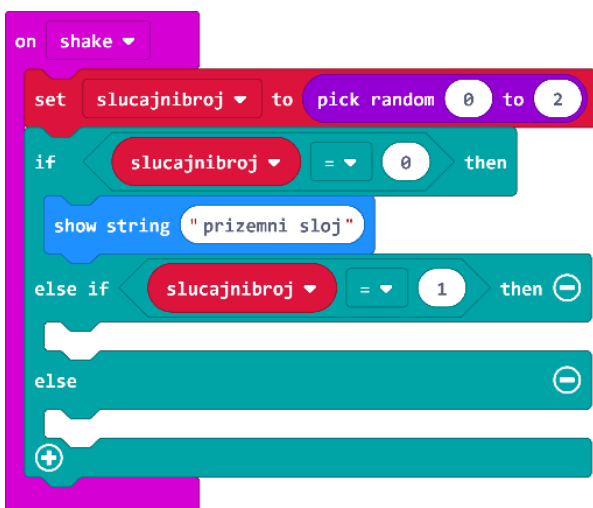 on shake
set slucajnibroj to pick random 0 to 2
if slucajnibroj = 0 then
show string "prizemni sloj"
else if slucajnibroj = 1 then
else